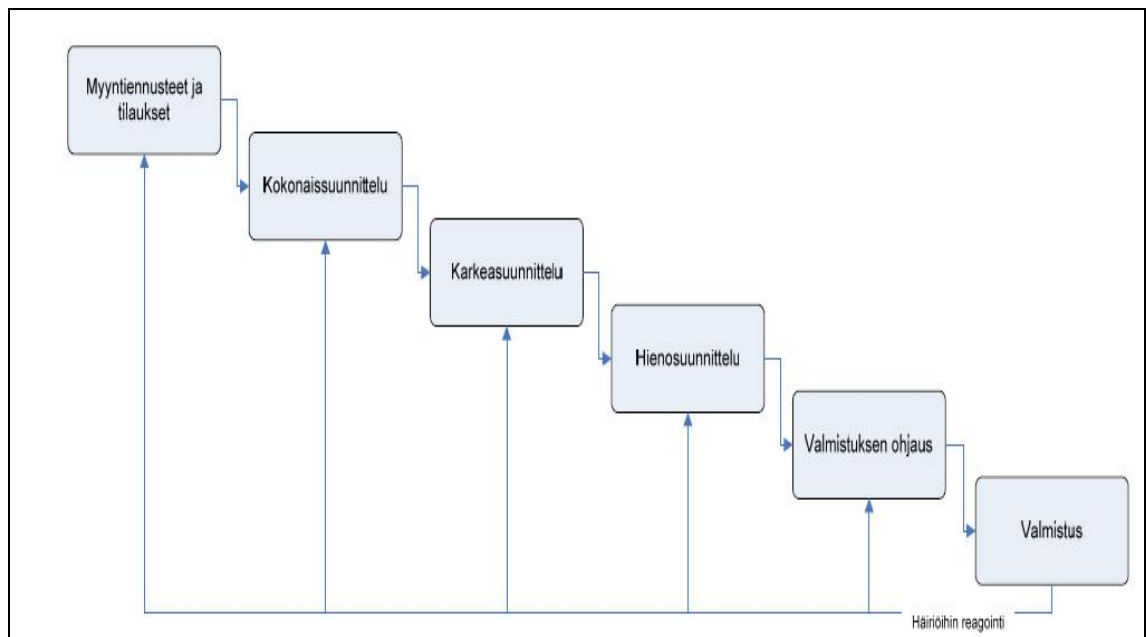 Myyntiennusteet ja
tilaukset
Kokonaissuunnittelu
Karkeasuunnittelu
Hienosuunnittelu
Valmistuksen ohjaus
Valmistus
Häiriöihin reagointi